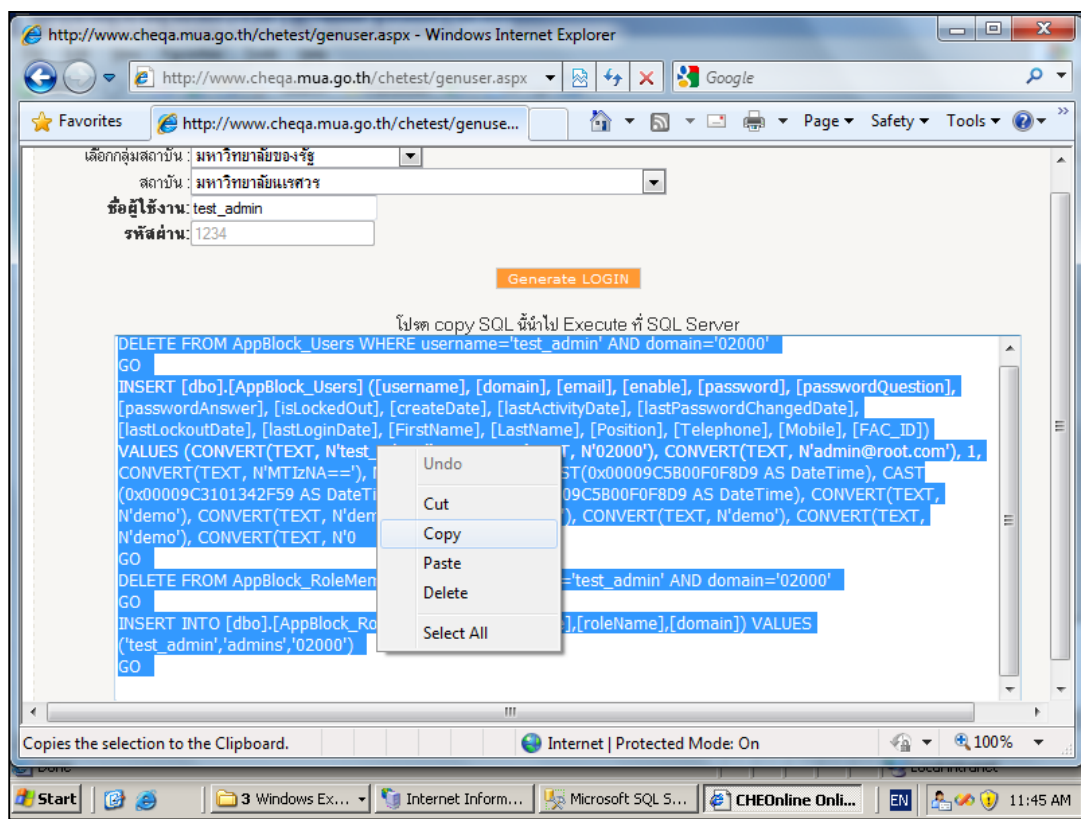 http://www.cheqa.mua.go.th/chetest/genuser.aspx - Windows Internet Explorer
http://www.cheqa.mua.go.th/chetest/genuser.aspx
Google
Favorites
http://www.cheqa.mua.go.th/chetest/genuse...
Page
Safety
Tools
เลือกกลุ่มสถาบัน : มหาวิทยาลัยของรัฐ
สถาบัน : มหาวิทยาลัยนเรศวร
ชื่อผู้ใช้งาน: test_admin
รหัสผ่าน: 1234
Generate LOGIN
โปรด copy SQL นี้นำไป Execute ที่ SQL Server
DELETE FROM AppBlock_Users WHERE username='test_admin' AND domain='02000'
GO
INSERT [dbo].[AppBlock_Users] ([username], [domain], [email], [enable], [password], [passwordQuestion],
[passwordAnswer], [isLockedOut], [createDate], [lastActivityDate], [lastPasswordChangedDate],
[lastLockoutDate], [lastLoginDate], [FirstName], [LastName], [Position], [Telephone], [Mobile], [FAC_ID])
VALUES (CONVERT(TEXT, N'test_ T, N'02000'), CONVERT(TEXT, N'admin@root.com'), 1,
CONVERT(TEXT, N'MTIzNA=='), ST(0x00009C5B00F0F8D9 AS DateTime), CAST
(0x00009C3101342F59 AS DateTi 09C5B00F0F8D9 AS DateTime), CONVERT(TEXT,
N'demo'), CONVERT(TEXT, N'dem '), CONVERT(TEXT, N'demo'), CONVERT(TEXT,
N'demo'), CONVERT(TEXT, N'0
GO
DELETE FROM AppBlock_RoleMem ='test_admin' AND domain='02000'
GO
INSERT INTO [dbo].[AppBlock_Ro ],[roleName],[domain]) VALUES
('test_admin','admins','02000')
GO
Undo
Cut
Copy
Paste
Delete
Select All
Copies the selection to the Clipboard.
Internet | Protected Mode: On
100%
Start
3 Windows Ex...
Internet Inform...
Microsoft SQL S...
CHEOnline Onli...
EN
11:45 AM